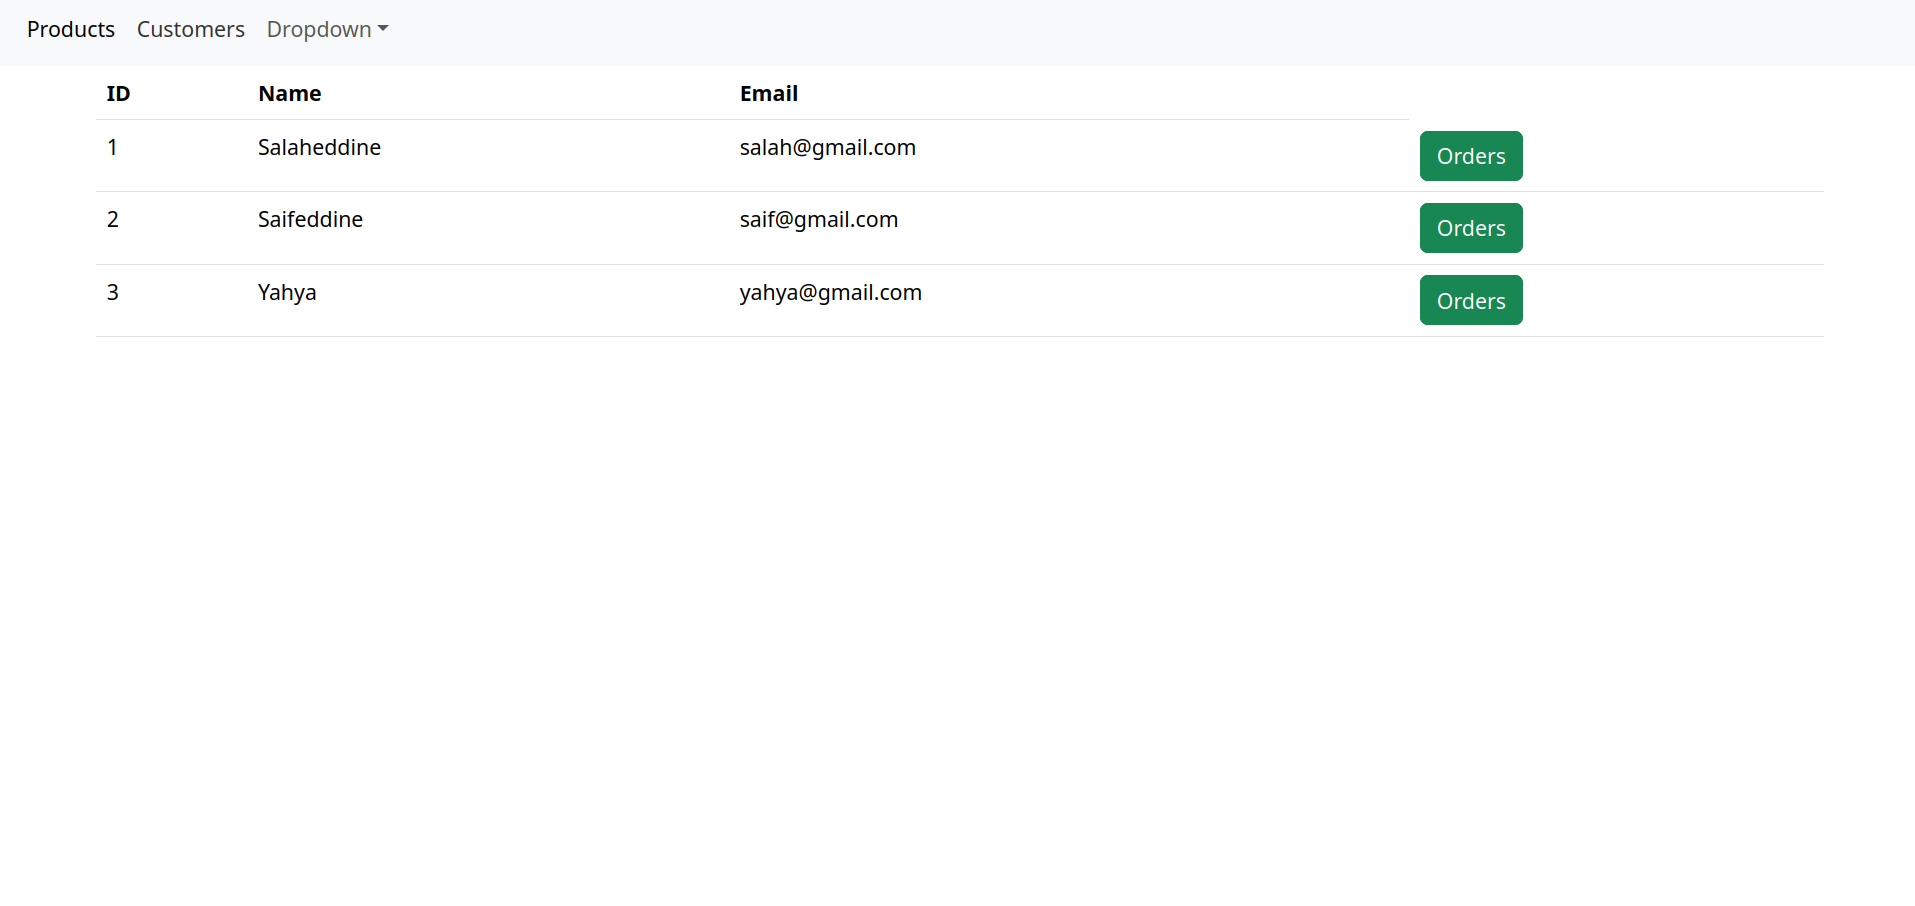 Products Customers Dropdown
ID Name Email
1 Salaheddine salah@gmail.com Orders
2 Saifeddine saif@gmail.com Orders
3 Yahya yahya@gmail.com Orders